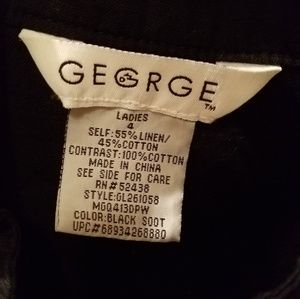 GEORGE
TM
LADIES
4
SELF:55%LINEN/
45%COTTON
CONTRAST:100%COTTON
MADE IN CHINA
SEE SIDE FOR CARE
RN#52438
STYLE:GL261058
MGQ413DPW
COLOR:BLACK SOOT
UPC#68934268880